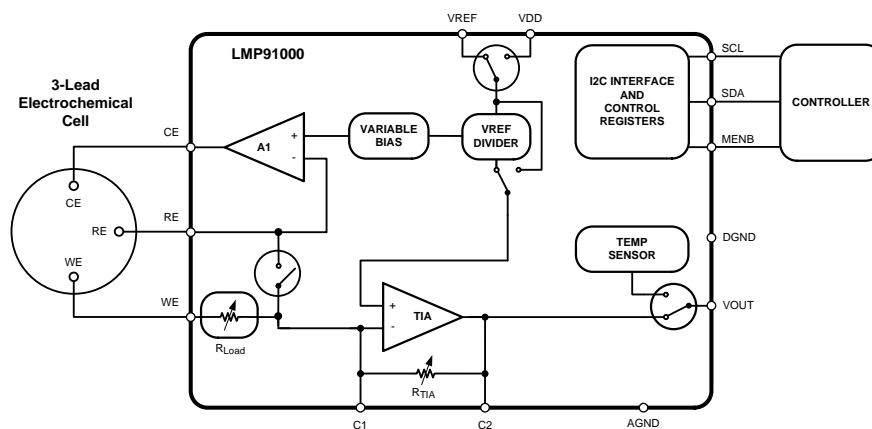 VREF
VDD
LMP91000
SCL
3-Lead
Electrochemical
Cell
I2C INTERFACE
AND
CONTROL
REGISTERS
SDA
CONTROLLER
CE
A1
+
-
VARIABLE
BIAS
VREF
DIVIDER
MENB
CE
RE
RE
DGND
WE
TEMP
SENSOR
WE
+
-
TIA
VOUT
RLoad
RTIA
C1
C2
AGND